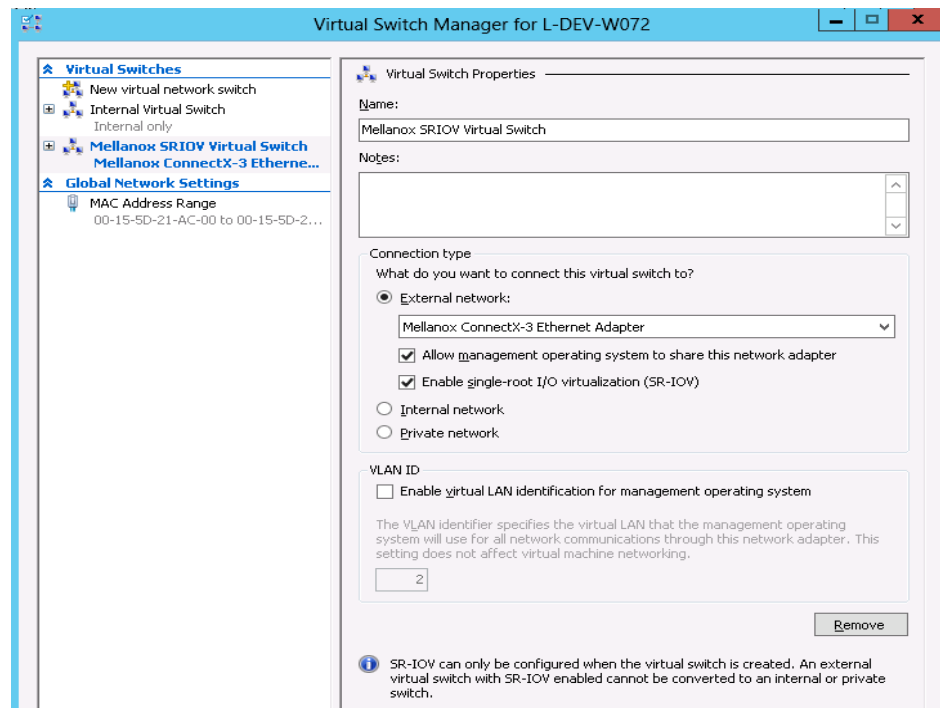 Virtual Switch Manager for L-DEV-W072
Virtual Switches
New virtual network switch
Internal Virtual Switch
Internal only
Mellanox SRIOV Virtual Switch
Mellanox ConnectX-3 Etherne...
Global Network Settings
MAC Address Range
00-15-5D-21-AC-00 to 00-15-5D-2...
Virtual Switch Properties
Name:
Mellanox SRIOV Virtual Switch
Notes:
Connection type
What do you want to connect this virtual switch to?
External network:
Mellanox ConnectX-3 Ethernet Adapter
Allow management operating system to share this network adapter
Enable single-root I/O virtualization (SR-IOV)
Internal network
Private network
VLAN ID
Enable virtual LAN identification for management operating system
The VLAN identifier specifies the virtual LAN that the management operating
system will use for all network communications through this network adapter. This
setting does not affect virtual machine networking.
2
Remove
SR-IOV can only be configured when the virtual switch is created. An external
virtual switch with SR-IOV enabled cannot be converted to an internal or private
switch.